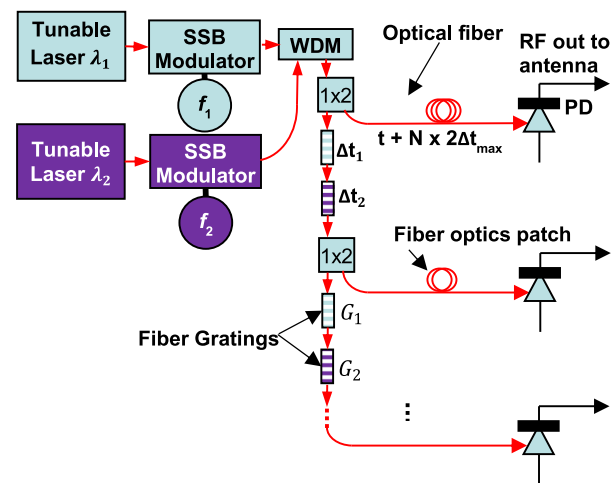 Tunable
Laser λ1
SSB
Modulator
WDM
Optical fiber
RF out to
antenna
f1
1x2
PD
t + N x 2Δtmax
Tunable
Laser λ2
SSB
Modulator
Δt1
Δt2
f2
1x2
Fiber optics patch
G1
Fiber Gratings
G2
...